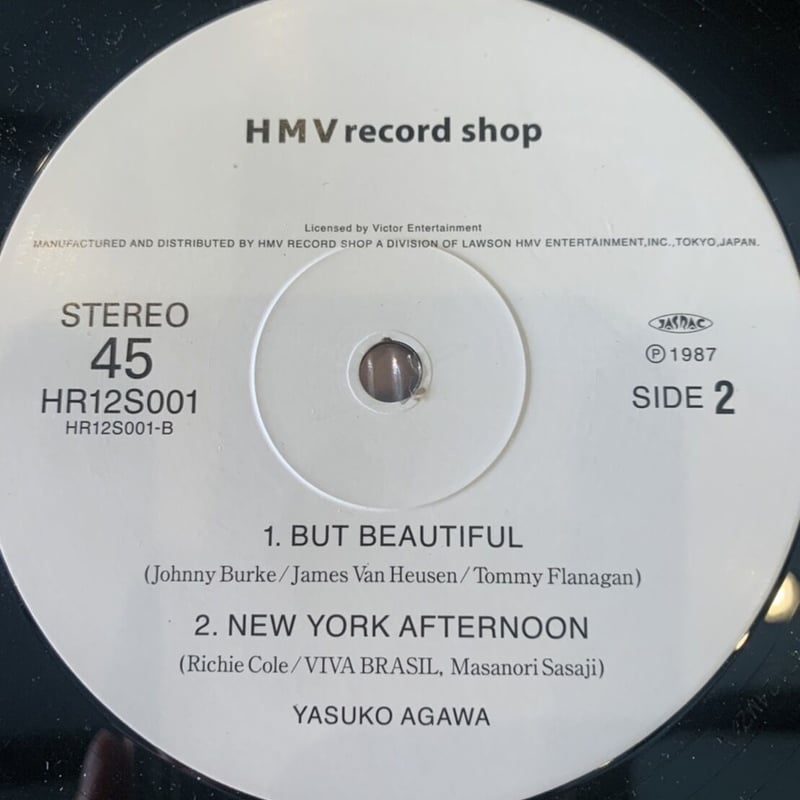 HMV record shop
Licensed by Victor Entertainment
MANUFACTURED AND DISTRIBUTED BY HMV RECORD SHOP A DIVISION OF LAWSON HMV ENTERTAINMENT,INC.,TOKYO,JAPAN.
STEREO
45
HR12S001
HR12S001-B
JASRAC
Ⓟ1987
SIDE 2
1. BUT BEAUTIFUL
(Johnny Burke/James Van Heusen/Tommy Flanagan)
2. NEW YORK AFTERNOON
(Richie Cole/VIVA BRASIL, Masanori Sasaji)
YASUKO AGAWA